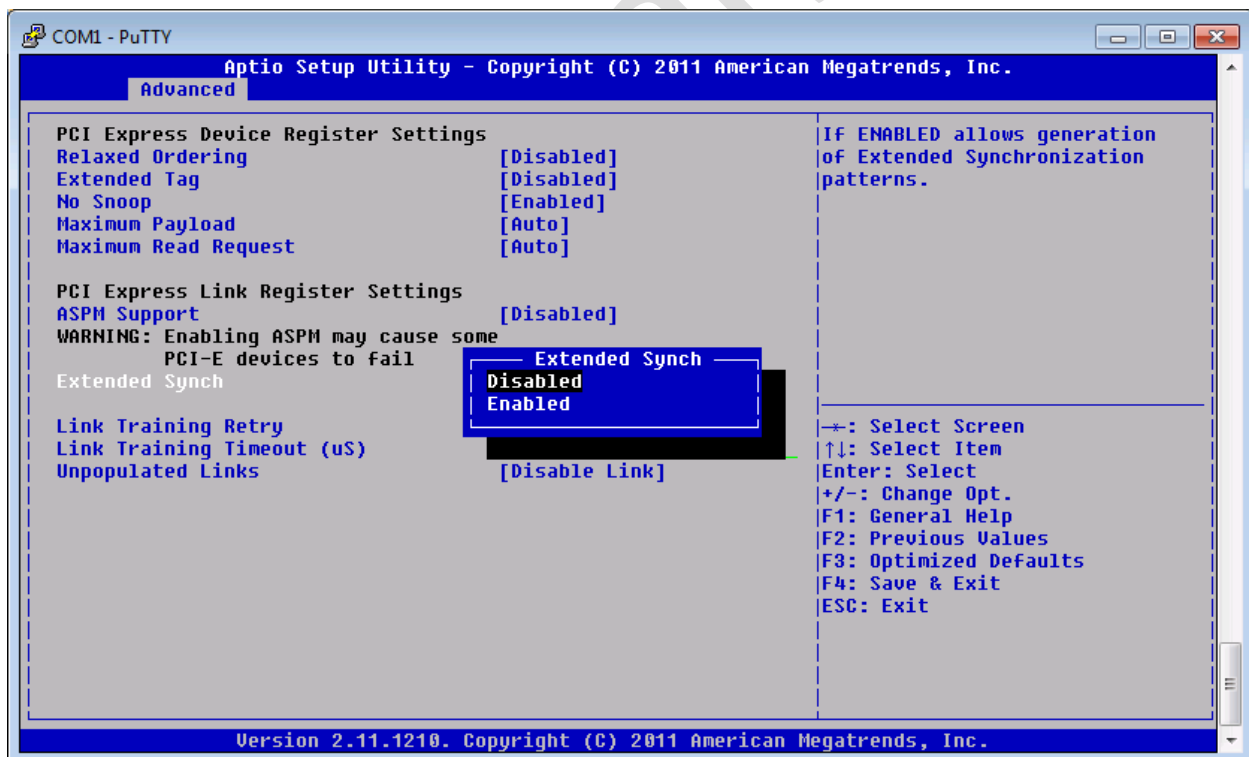 COM1 - PuTTY
Aptio Setup Utility - Copyright (C) 2011 American Megatrends, Inc.
Advanced
PCI Express Device Register Settings
Relaxed Ordering [Disabled]
Extended Tag [Disabled]
No Snoop [Enabled]
Maximum Payload [Auto]
Maximum Read Request [Auto]
PCI Express Link Register Settings
ASPM Support [Disabled]
WARNING: Enabling ASPM may cause some
PCI-E devices to fail
Extended Synch
Link Training Retry
Link Training Timeout (uS)
Unpopulated Links [Disable Link]
Extended Synch
Disabled
Enabled
If ENABLED allows generation
of Extended Synchronization
patterns.
→←: Select Screen
↑↓: Select Item
Enter: Select
+/-: Change Opt.
F1: General Help
F2: Previous Values
F3: Optimized Defaults
F4: Save & Exit
ESC: Exit
Version 2.11.1210. Copyright (C) 2011 American Megatrends, Inc.